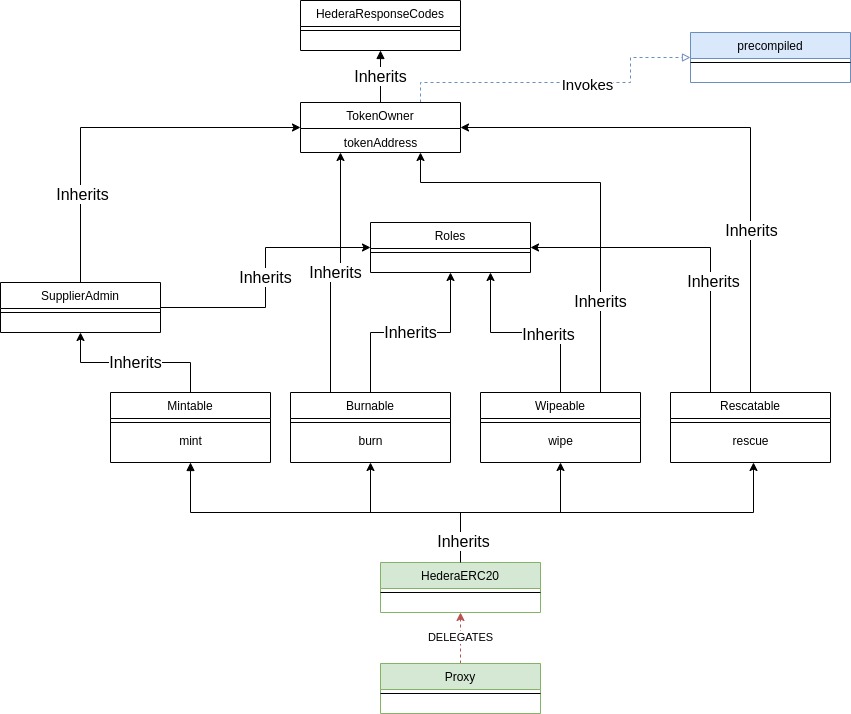 HederaResponseCodes
precompiled
Inherits
Invokes
TokenOwner
tokenAddress
Inherits
Inherits
Roles
Inherits
Inherits
Inherits
Inherits
SupplierAdmin
Inherits
Inherits
Inherits
Inherits
Mintable
mint
Burnable
burn
Wipeable
wipe
Rescatable
rescue
Inherits
HederaERC20
DELEGATES
Proxy